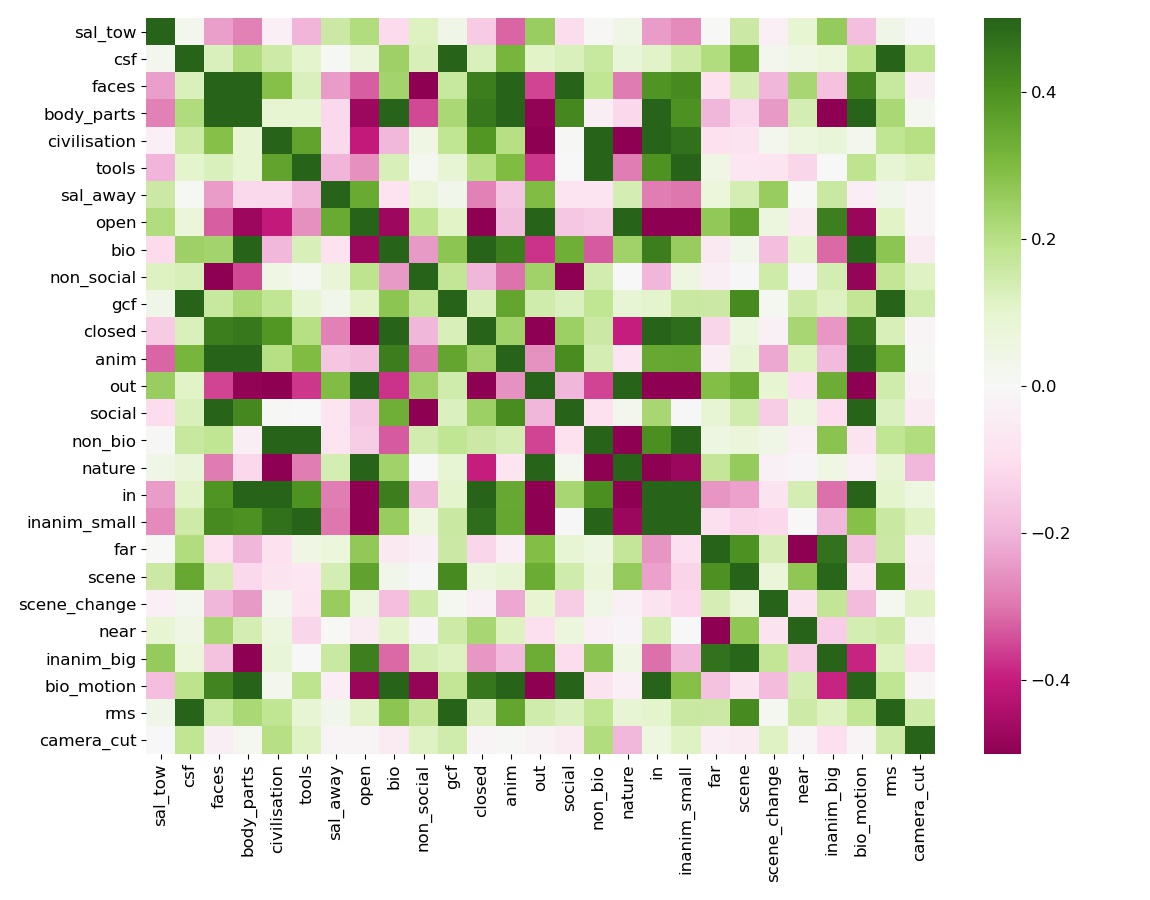 sal_tow
csf
faces
body_parts
civilisation
tools
sal_away
open
bio
non_social
gcf
closed
anim
out
social
non_bio
nature
in
inanim_small
far
scene
scene_change
near
inanim_big
bio_motion
rms
camera_cut
sal_tow
csf
faces
body_parts
civilisation
tools
sal_away
open
bio
non_social
gcf
closed
anim
out
social
non_bio
nature
in
inanim_small
far
scene
scene_change
near
inanim_big
bio_motion
rms
camera_cut
0.4
0.2
0.0
−0.2
−0.4